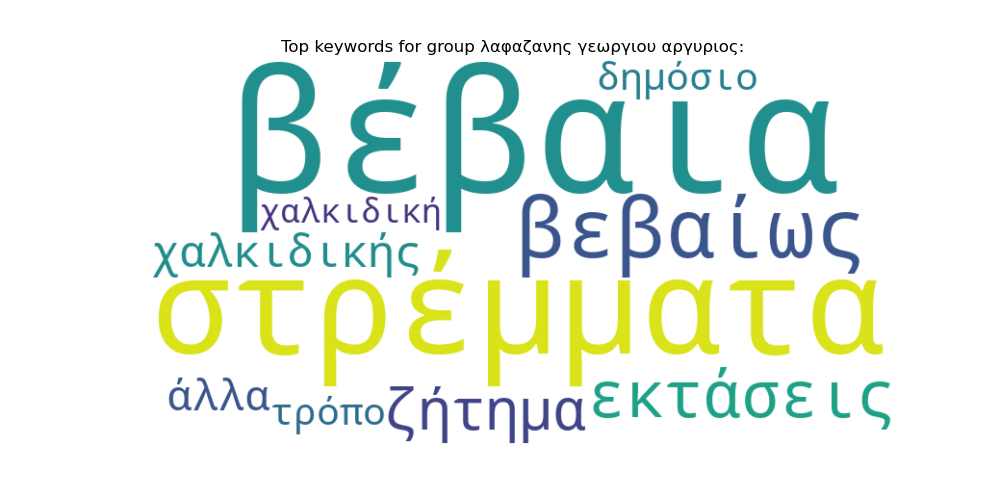 Top keywords for group λαφαζανης γεωργιου αργυριος:
δημόσιο
βέβαια
χαλκιδική
βεβαίως
χαλκιδικής
στρέμματα
άλλα τρόπο ζήτημα εκτάσεις